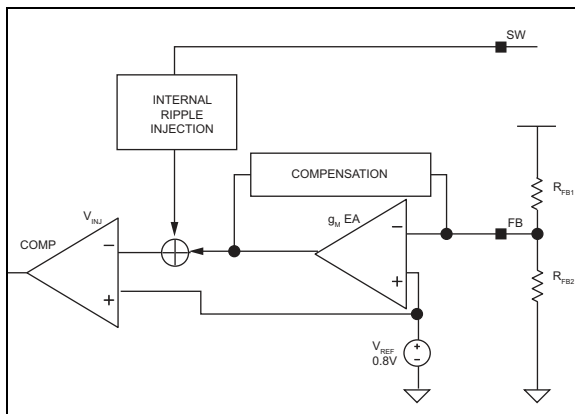 SW
INTERNAL
RIPPLE
INJECTION
COMPENSATION
R_FB1
V_INJ
g_M EA
FB
COMP
−
−
+
+
R_FB2
V_REF
0.8V
+
−